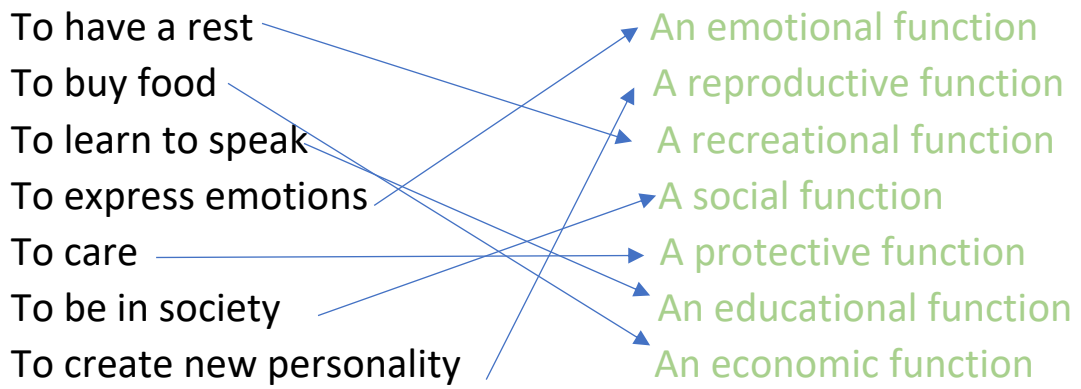 To have a rest An emotional function
To buy food A reproductive function
To learn to speak A recreational function
To express emotions A social function
To care A protective function
To be in society An educational function
To create new personality An economic function